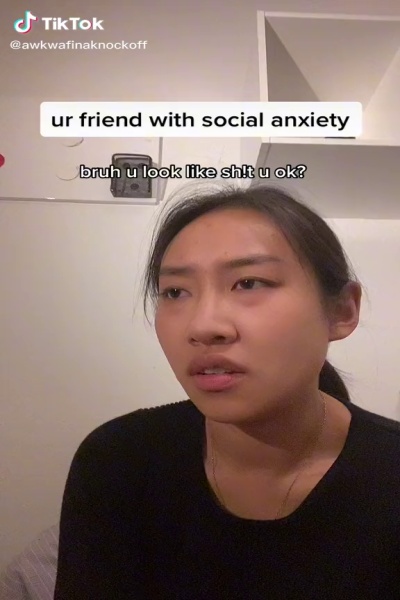 TikTok
@awkwafinaknockoff
ur friend with social anxiety
bruh u look like sh!t u ok?